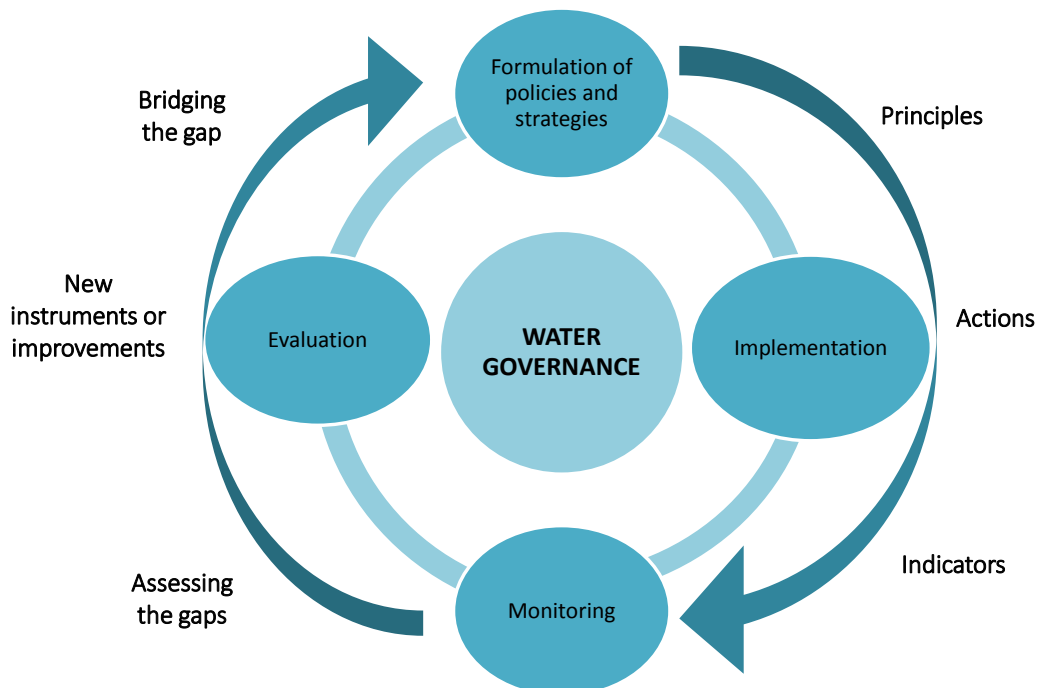 Formulation of
policies and
strategies
Bridging
the gap
Principles
New
instruments or
improvements
Evaluation
WATER
GOVERNANCE
Implementation
Actions
Assessing
the gaps
Monitoring
Indicators